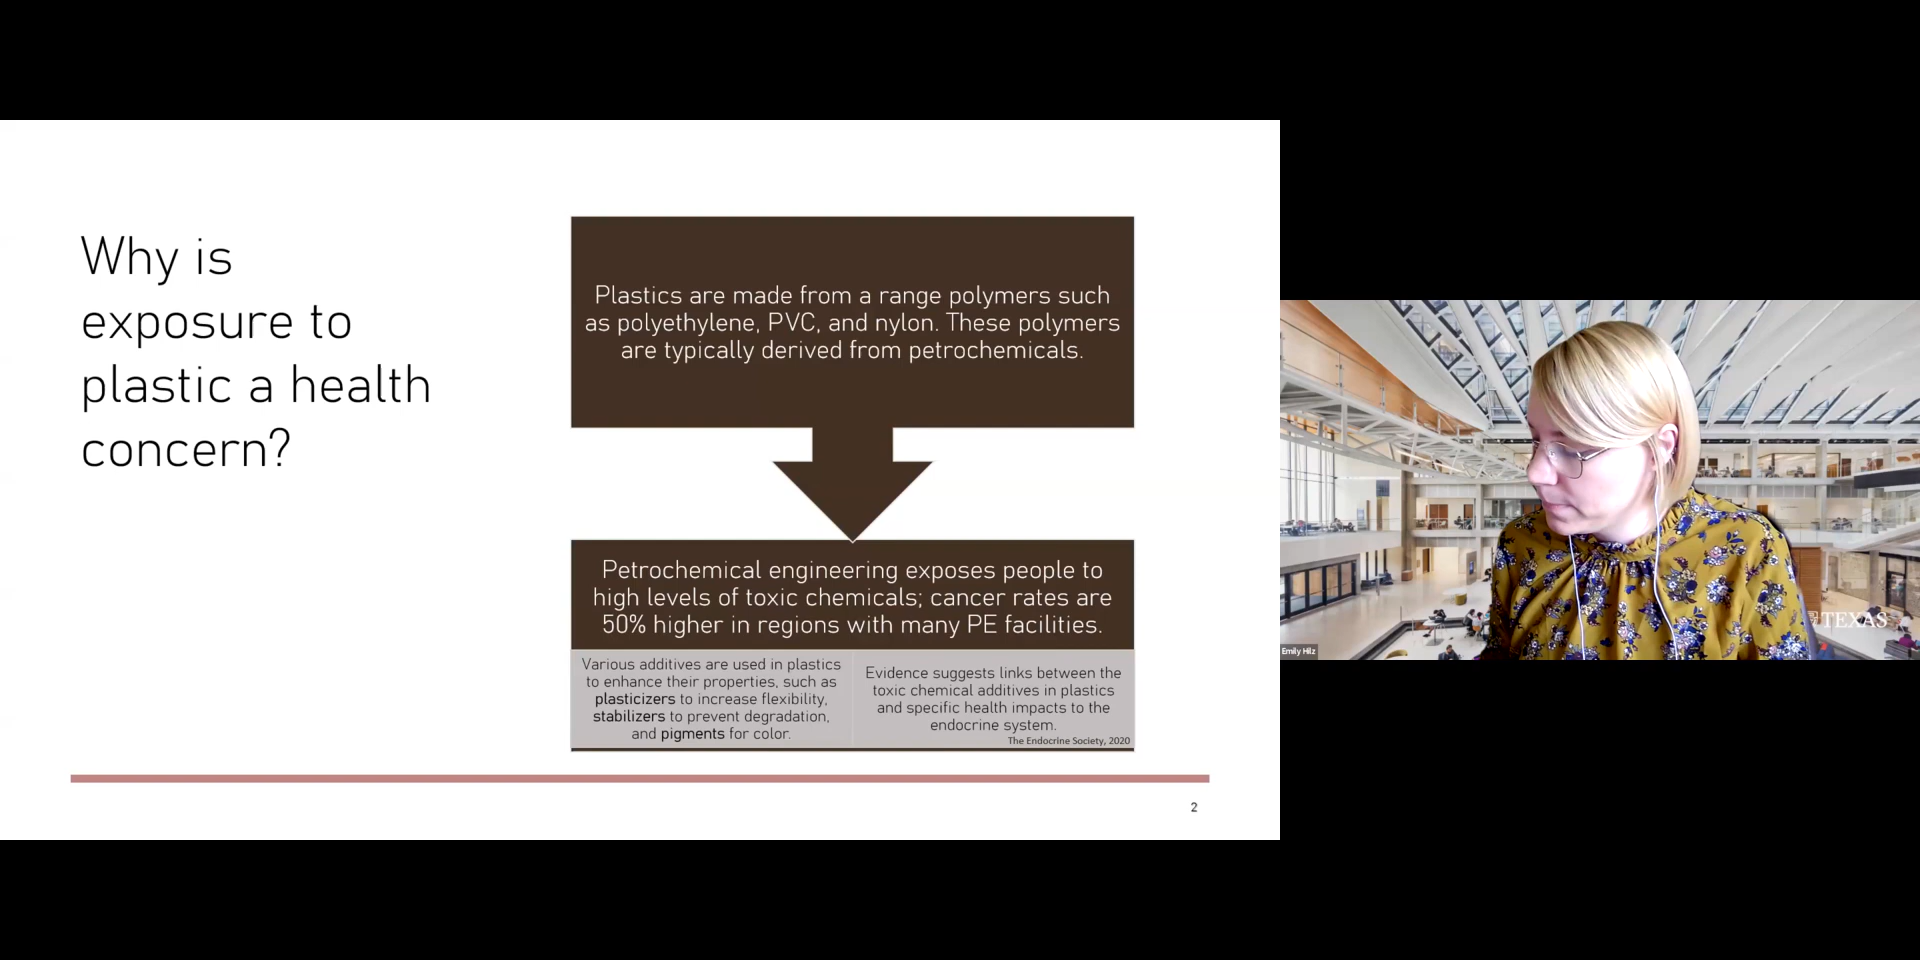 Why is
exposure to
plastic a health
concern?
Plastics are made from a range polymers such
as polyethylene, PVC, and nylon. These polymers
are typically derived from petrochemicals.
Petrochemical engineering exposes people to
high levels of toxic chemicals; cancer rates are
50% higher in regions with many PE facilities.
Various additives are used in plastics
to enhance their properties, such as
plasticizers to increase flexibility,
stabilizers to prevent degradation,
and pigments for color.
Evidence suggests links between the
toxic chemical additives in plastics
and specific health impacts to the
endocrine system.
The Endocrine Society, 2020
2
TEXAS
Emily Hilz